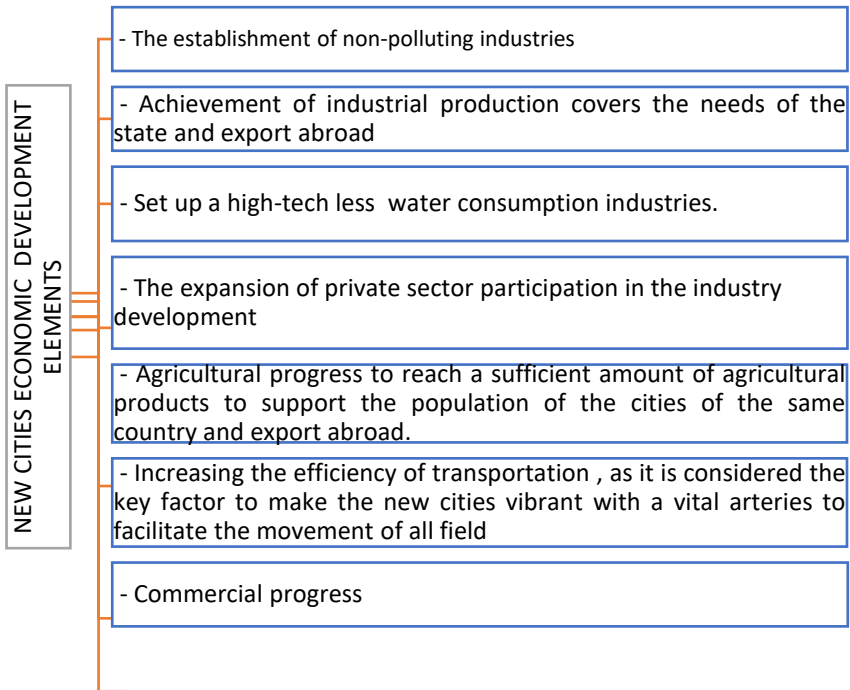 NEW CITIES ECONOMIC DEVELOPMENT
ELEMENTS
- The establishment of non-polluting industries
- Achievement of industrial production covers the needs of the
state and export abroad
- Set up a high-tech less water consumption industries.
- The expansion of private sector participation in the industry
development
- Agricultural progress to reach a sufficient amount of agricultural
products to support the population of the cities of the same
country and export abroad.
- Increasing the efficiency of transportation , as it is considered the
key factor to make the new cities vibrant with a vital arteries to
facilitate the movement of all field
- Commercial progress